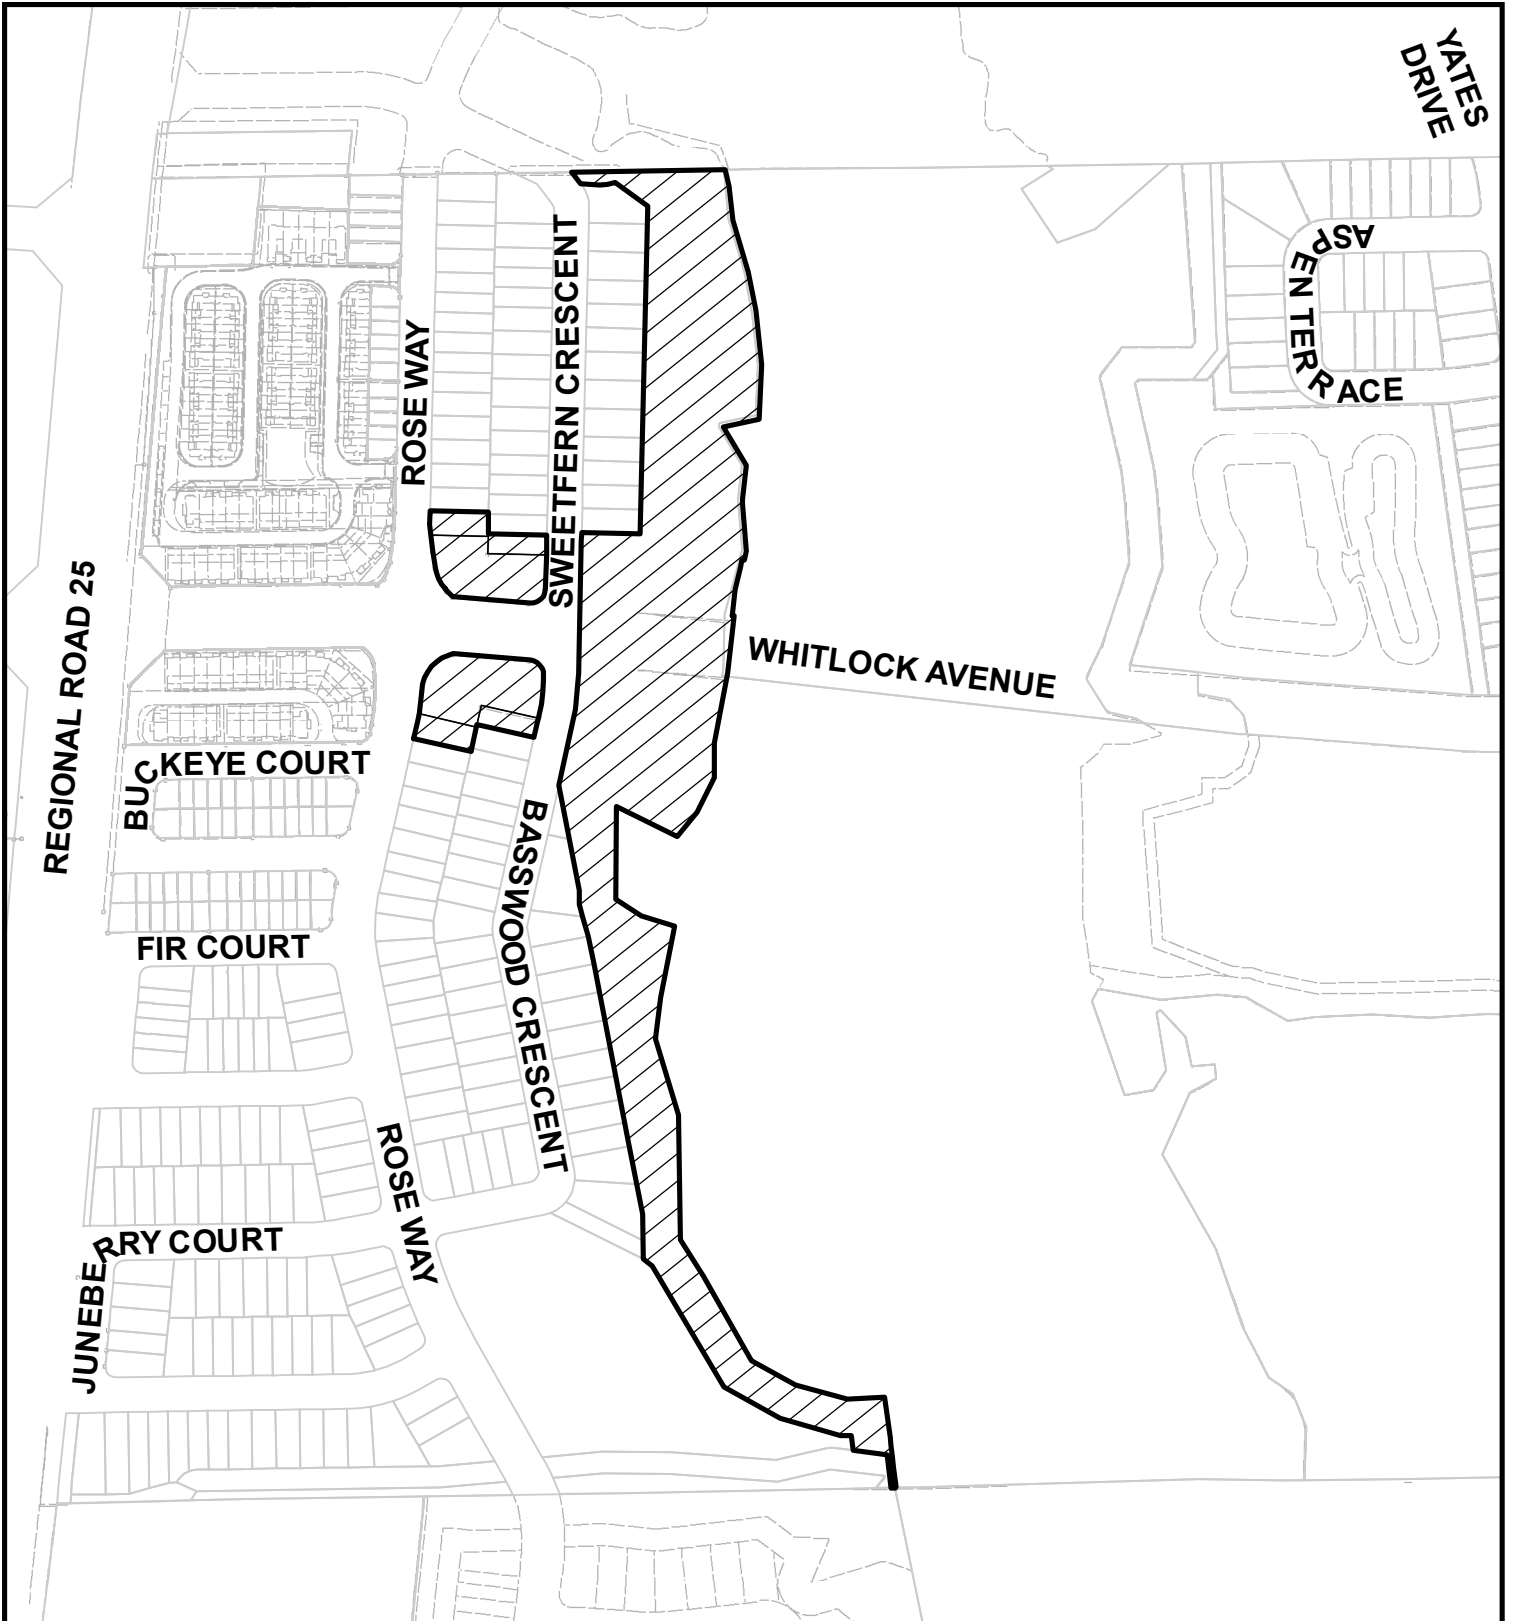 YATES
DRIVE
ASPEN TERRACE
SWEETFERN CRESCENT
ROSE WAY
REGIONAL ROAD 25
WHITLOCK AVENUE
BUCKEYE COURT
BASSWOOD CRESCENT
FIR COURT
ROSE WAY
JUNEBERRY COURT